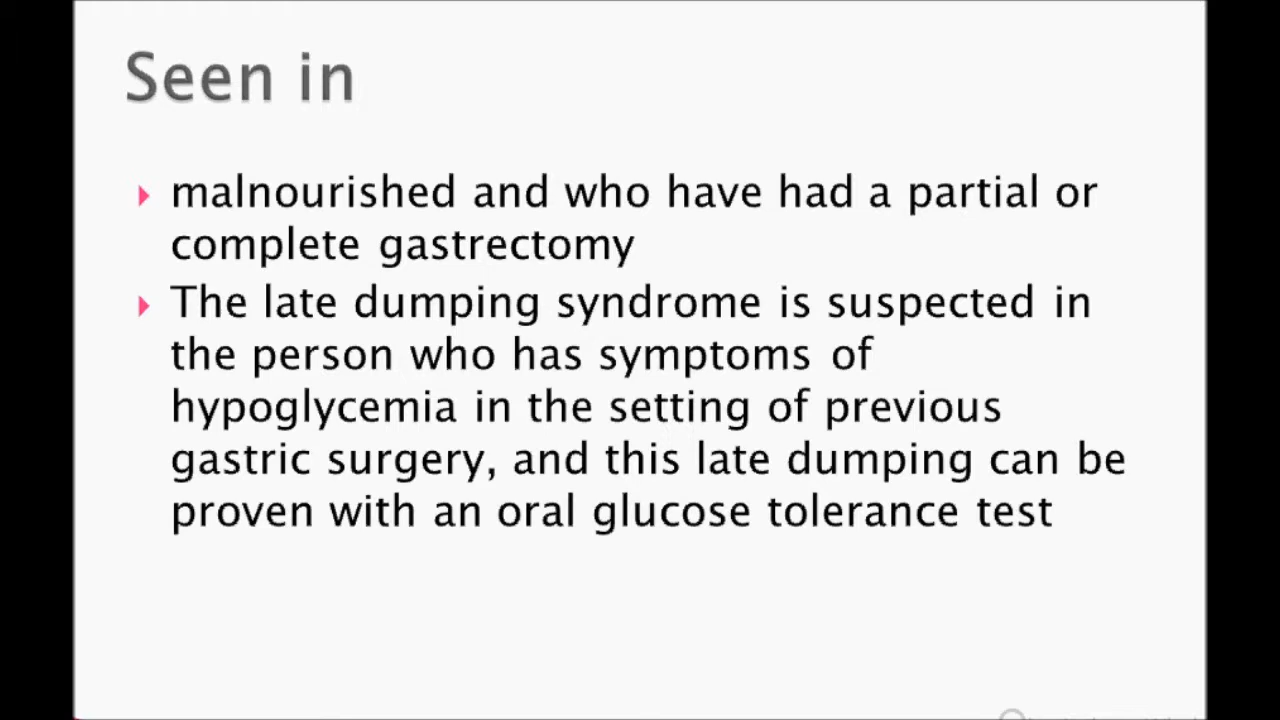 Seen in
malnourished and who have had a partial or
complete gastrectomy
The late dumping syndrome is suspected in
the person who has symptoms of
hypoglycemia in the setting of previous
gastric surgery, and this late dumping can be
proven with an oral glucose tolerance test